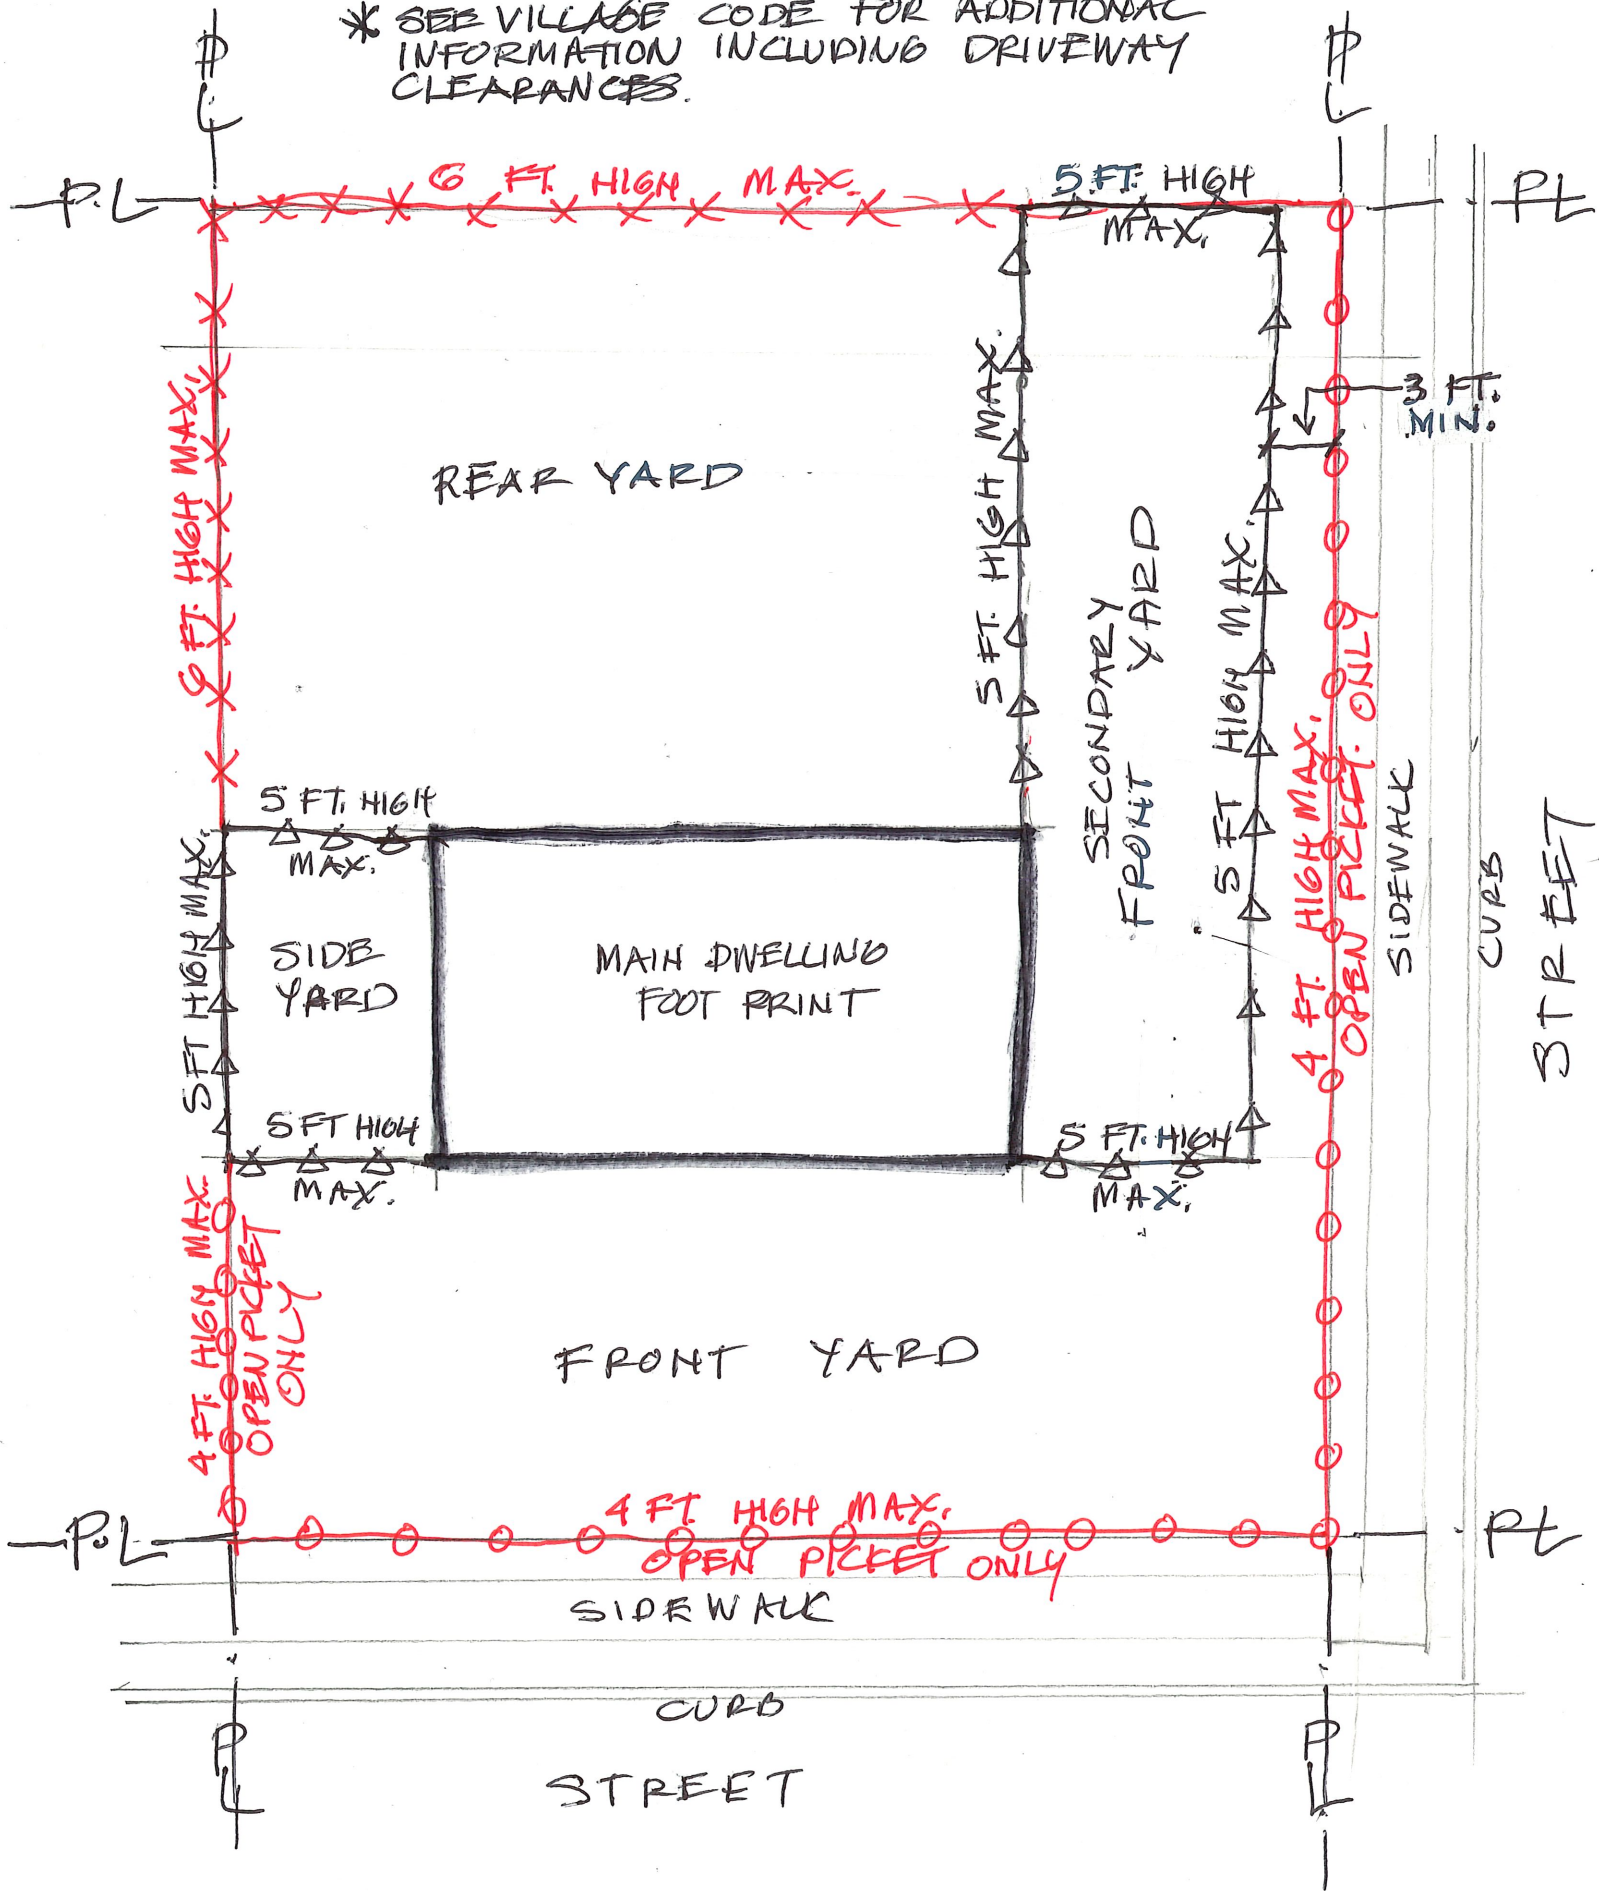 * SEE VILLAGE CODE FOR ADDITIONAL
INFORMATION INCLUDING DRIVEWAY
CLEARANCES.
PL
PL
P.L
6 FT. HIGH MAX.
5 FT. HIGH
MAX.
PL
6 FT. HIGH MAX.
REAR YARD
5 FT. HIGH MAX.
3 FT.
MIN.
SECONDARY
FRONT YARD
5 FT HIGH MAX.
4 FT. HIGH MAX.
OPEN PICKET ONLY
SIDEWALK
CURB
STREET
5 FT. HIGH
MAX.
5 FT HIGH MAX.
SIDE
YARD
MAIN DWELLING
FOOT PRINT
5 FT HIGH
MAX.
5 FT. HIGH
MAX.
4 FT. HIGH MAX.
OPEN PICKET
ONLY
FRONT YARD
P.L
4 FT. HIGH MAX.
OPEN PICKET ONLY
PL
SIDEWALK
CURB
PL
PL
STREET